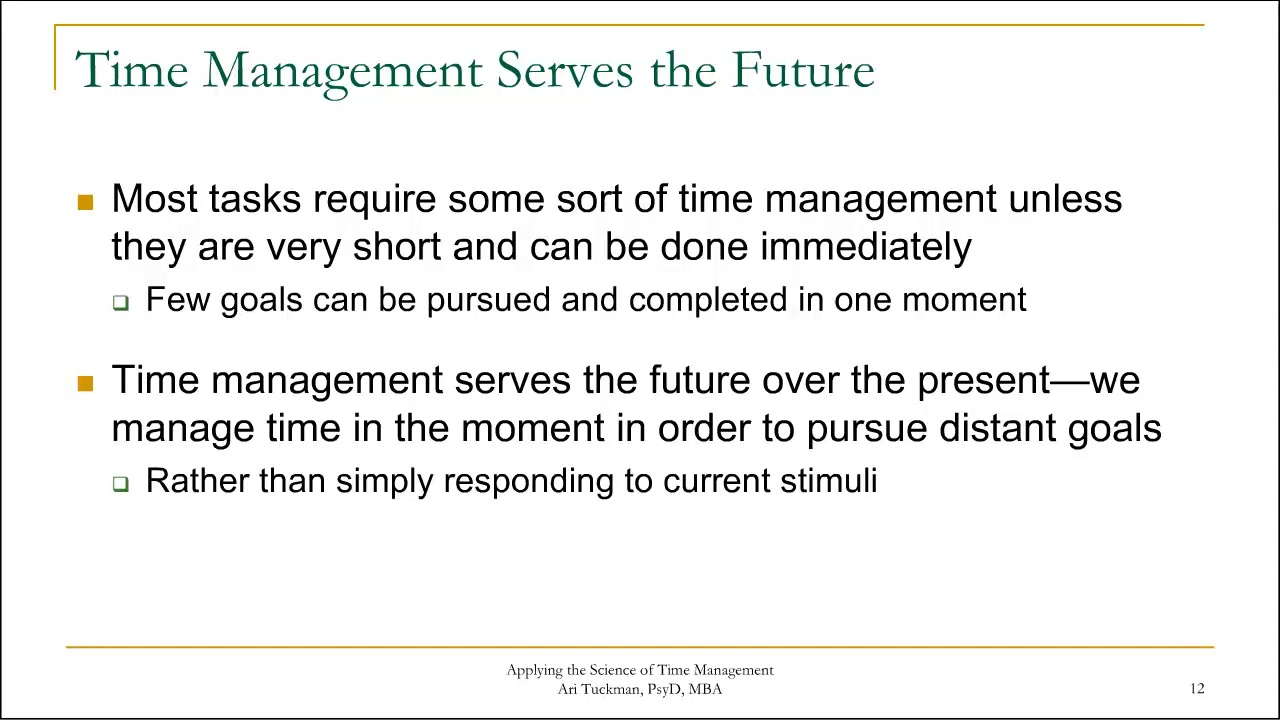 Time Management Serves the Future
Most tasks require some sort of time management unless
they are very short and can be done immediately
Few goals can be pursued and completed in one moment
Time management serves the future over the present—we
manage time in the moment in order to pursue distant goals
Rather than simply responding to current stimuli
Applying the Science of Time Management
Ari Tuckman, PsyD, MBA
12